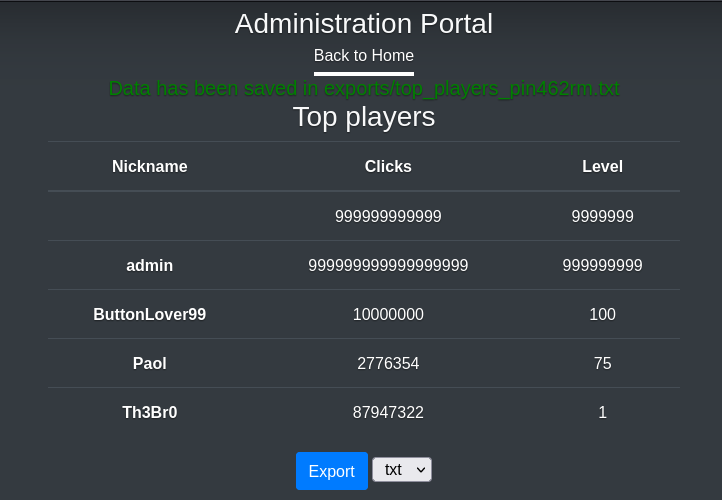 Administration Portal
Back to Home
Data has been saved in exports/top_players_pin462rm.txt
Top players
Nickname Clicks Level
999999999999 9999999
admin 999999999999999999 999999999
ButtonLover99 10000000 100
Paol 2776354 75
Th3Br0 87947322 1
Export txt